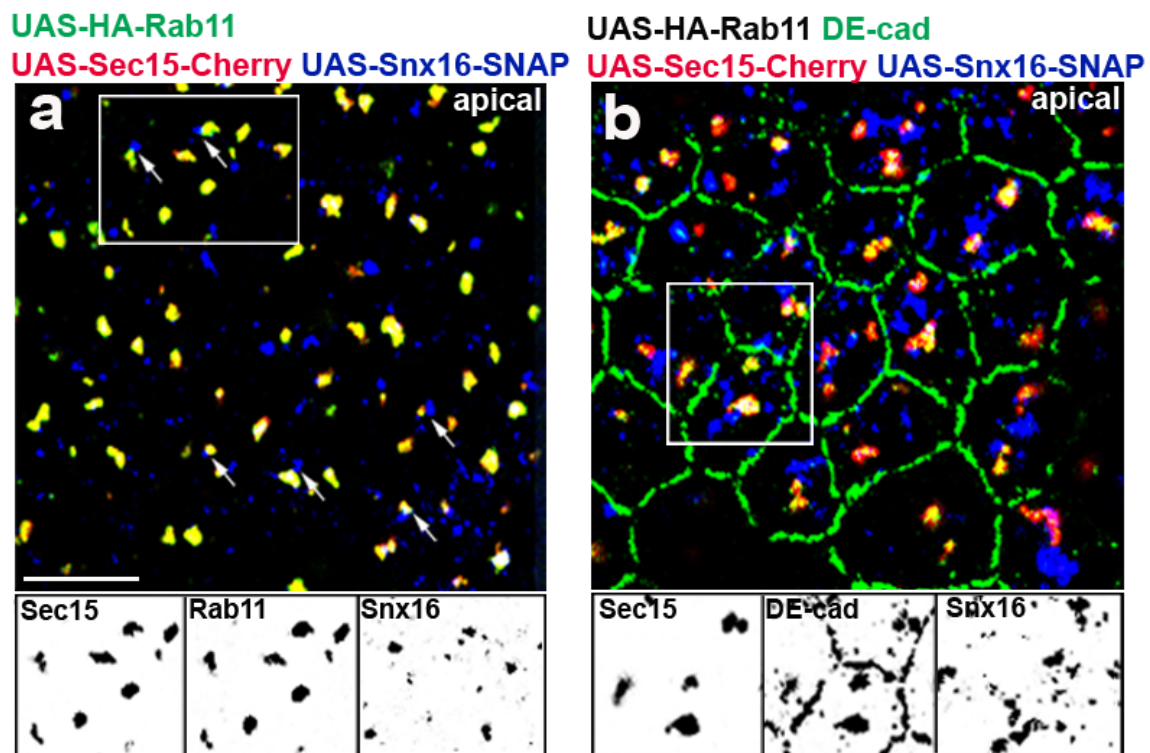 UAS-HA-Rab11
UAS-Sec15-Cherry UAS-Snx16-SNAP
a
apical
Sec15
Rab11
Snx16
UAS-HA-Rab11 DE-cad
UAS-Sec15-Cherry UAS-Snx16-SNAP
b
apical
Sec15
DE-cad
Snx16